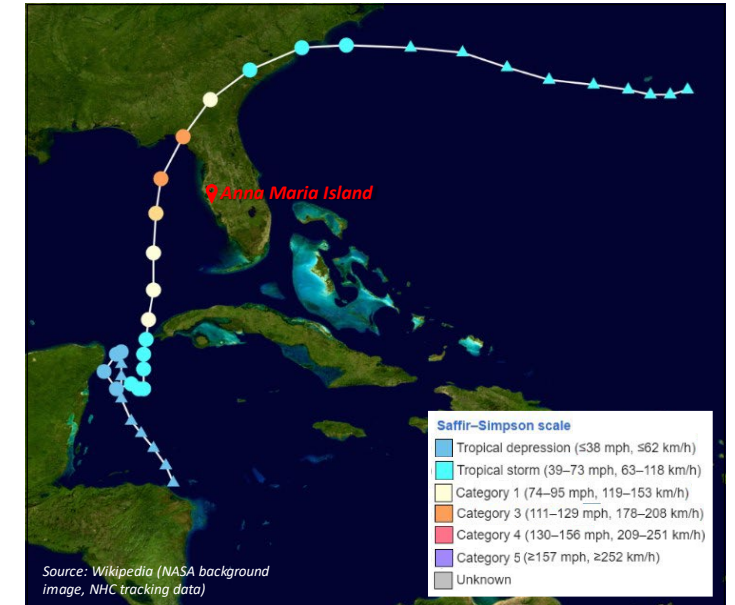 Anna Maria Island
Saffir–Simpson scale
Tropical depression (≤38 mph, ≤62 km/h)
Tropical storm (39–73 mph, 63–118 km/h)
Category 1 (74–95 mph, 119–153 km/h)
Category 3 (111–129 mph, 178–208 km/h)
Category 4 (130–156 mph, 209–251 km/h)
Category 5 (≥157 mph, ≥252 km/h)
Unknown
Source: Wikipedia (NASA background
image, NHC tracking data)